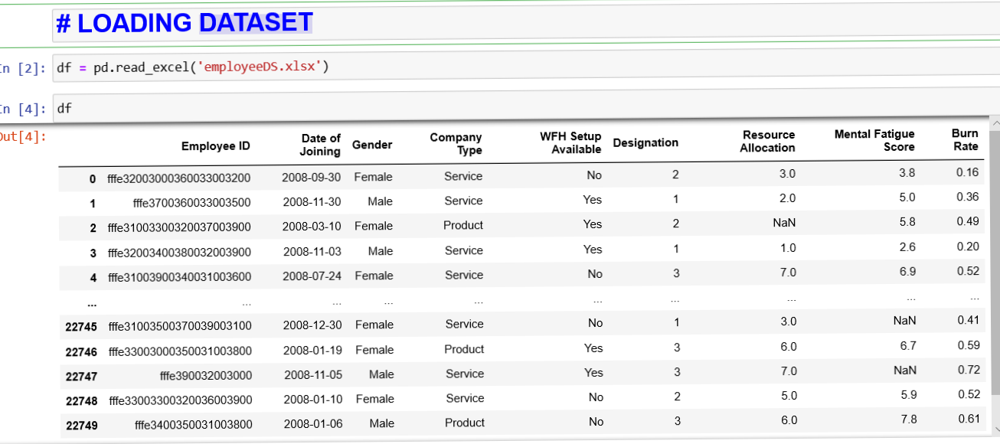 # LOADING DATASET
In [2]: df = pd.read_excel('employeeDS.xlsx')
In [4]: df
Out[4]:
Employee ID Date of Joining Gender Company Type WFH Setup Available Designation Resource Allocation Mental Fatigue Score Burn Rate
0 fffe32003000360033003200 2008-09-30 Female Service No 2 3.0 3.8 0.16
1 fffe3700360033003500 2008-11-30 Male Service Yes 1 2.0 5.0 0.36
2 fffe31003300320037003900 2008-03-10 Female Product Yes 2 NaN 5.8 0.49
3 fffe32003400380032003900 2008-11-03 Male Service Yes 1 1.0 2.6 0.20
4 fffe31003900340031003600 2008-07-24 Female Service No 3 7.0 6.9 0.52
... ... ... ... ... ... ... ... ... ...
22745 fffe31003500370039003100 2008-12-30 Female Service No 1 3.0 NaN 0.41
22746 fffe33003000350031003800 2008-01-19 Female Product Yes 3 6.0 6.7 0.59
22747 fffe390032003000 2008-11-05 Male Service Yes 3 7.0 NaN 0.72
22748 fffe33003300320036003900 2008-01-10 Female Service No 2 5.0 5.9 0.52
22749 fffe3400350031003800 2008-01-06 Male Product No 3 6.0 7.8 0.61